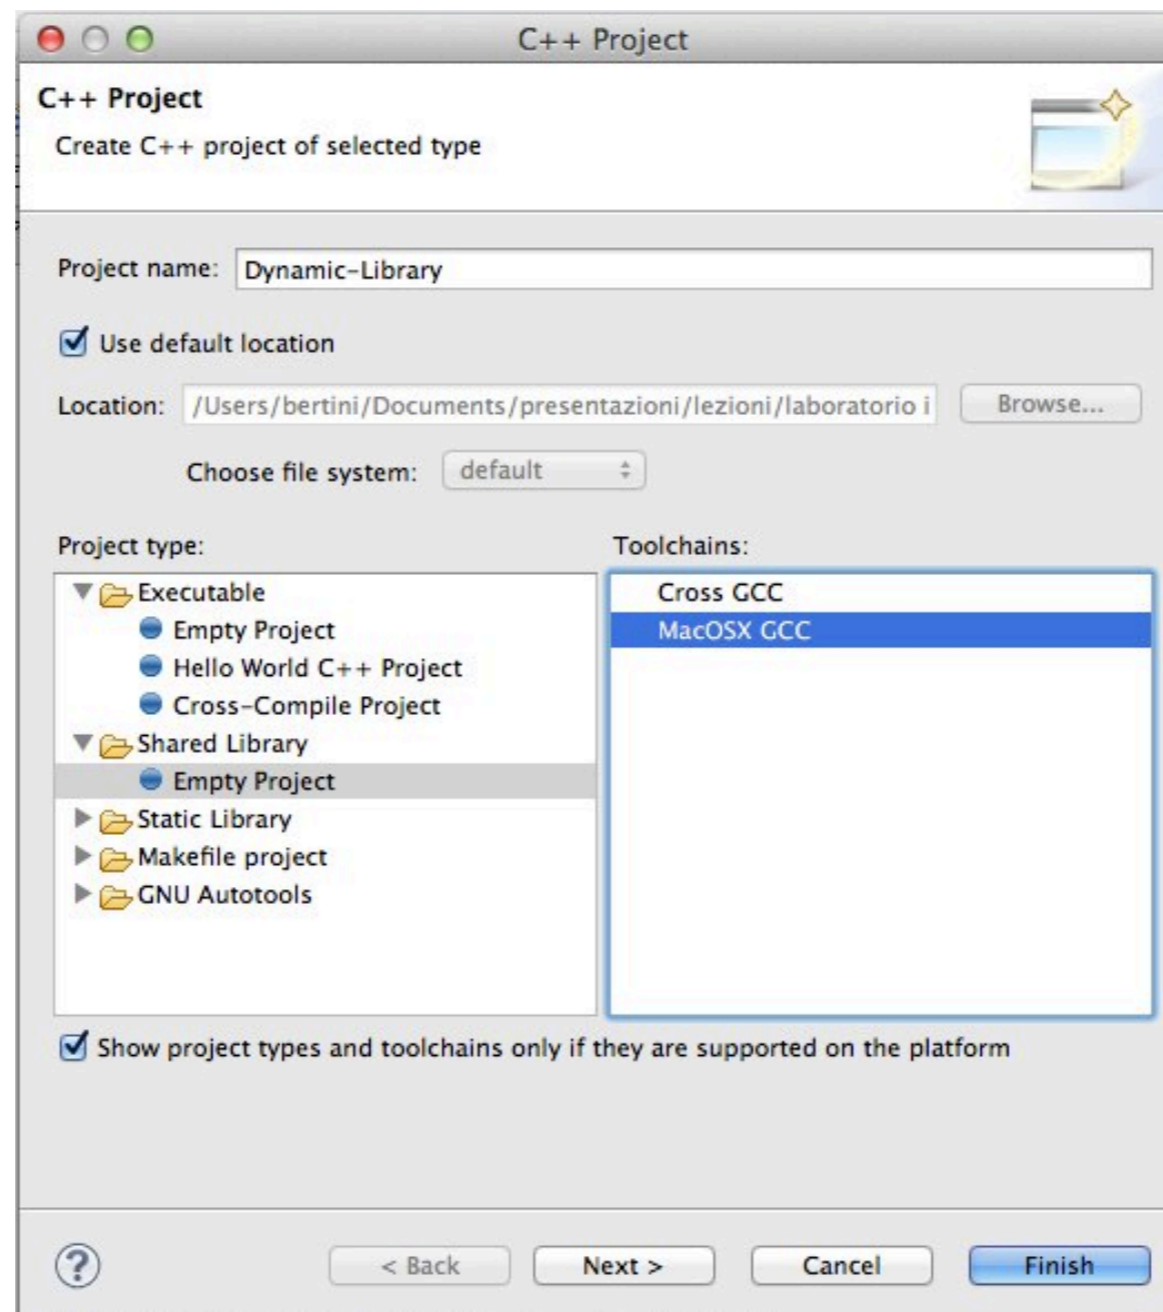 C++ Project
C++ Project
Create C++ project of selected type
Project name: Dynamic-Library
Use default location
Location: /Users/bertini/Documents/presentazioni/lezioni/laboratorio i Browse...
Choose file system: default
Project type: Toolchains:
Executable Cross GCC
Empty Project MacOSX GCC
Hello World C++ Project
Cross-Compile Project
Shared Library
Empty Project
Static Library
Makefile project
GNU Autotools
Show project types and toolchains only if they are supported on the platform
? < Back Next > Cancel Finish